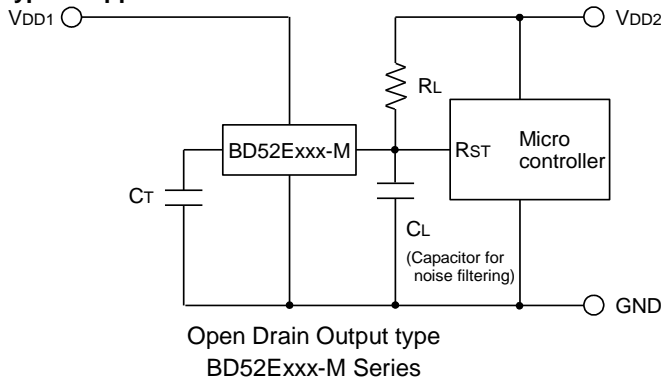 VDD1
VDD2
RL
BD52Exxx-M
RST
Micro
controller
CT
CL
(Capacitor for
noise filtering)
GND
Open Drain Output type
BD52Exxx-M Series